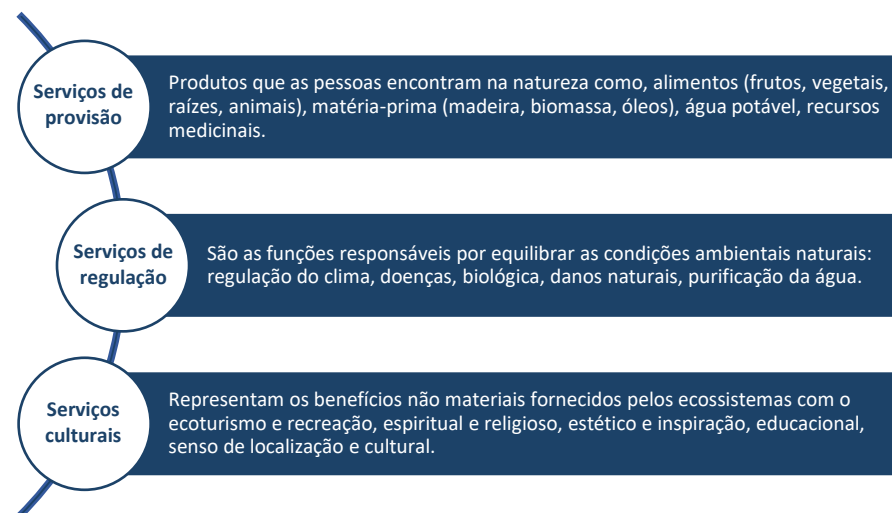 Serviços de
provisão
Produtos que as pessoas encontram na natureza como, alimentos (frutos, vegetais,
raízes, animais), matéria-prima (madeira, biomassa, óleos), água potável, recursos
medicinais.
Serviços de
regulação
São as funções responsáveis por equilibrar as condições ambientais naturais:
regulação do clima, doenças, biológica, danos naturais, purificação da água.
Serviços
culturais
Representam os benefícios não materiais fornecidos pelos ecossistemas com o
ecoturismo e recreação, espiritual e religioso, estético e inspiração, educacional,
senso de localização e cultural.